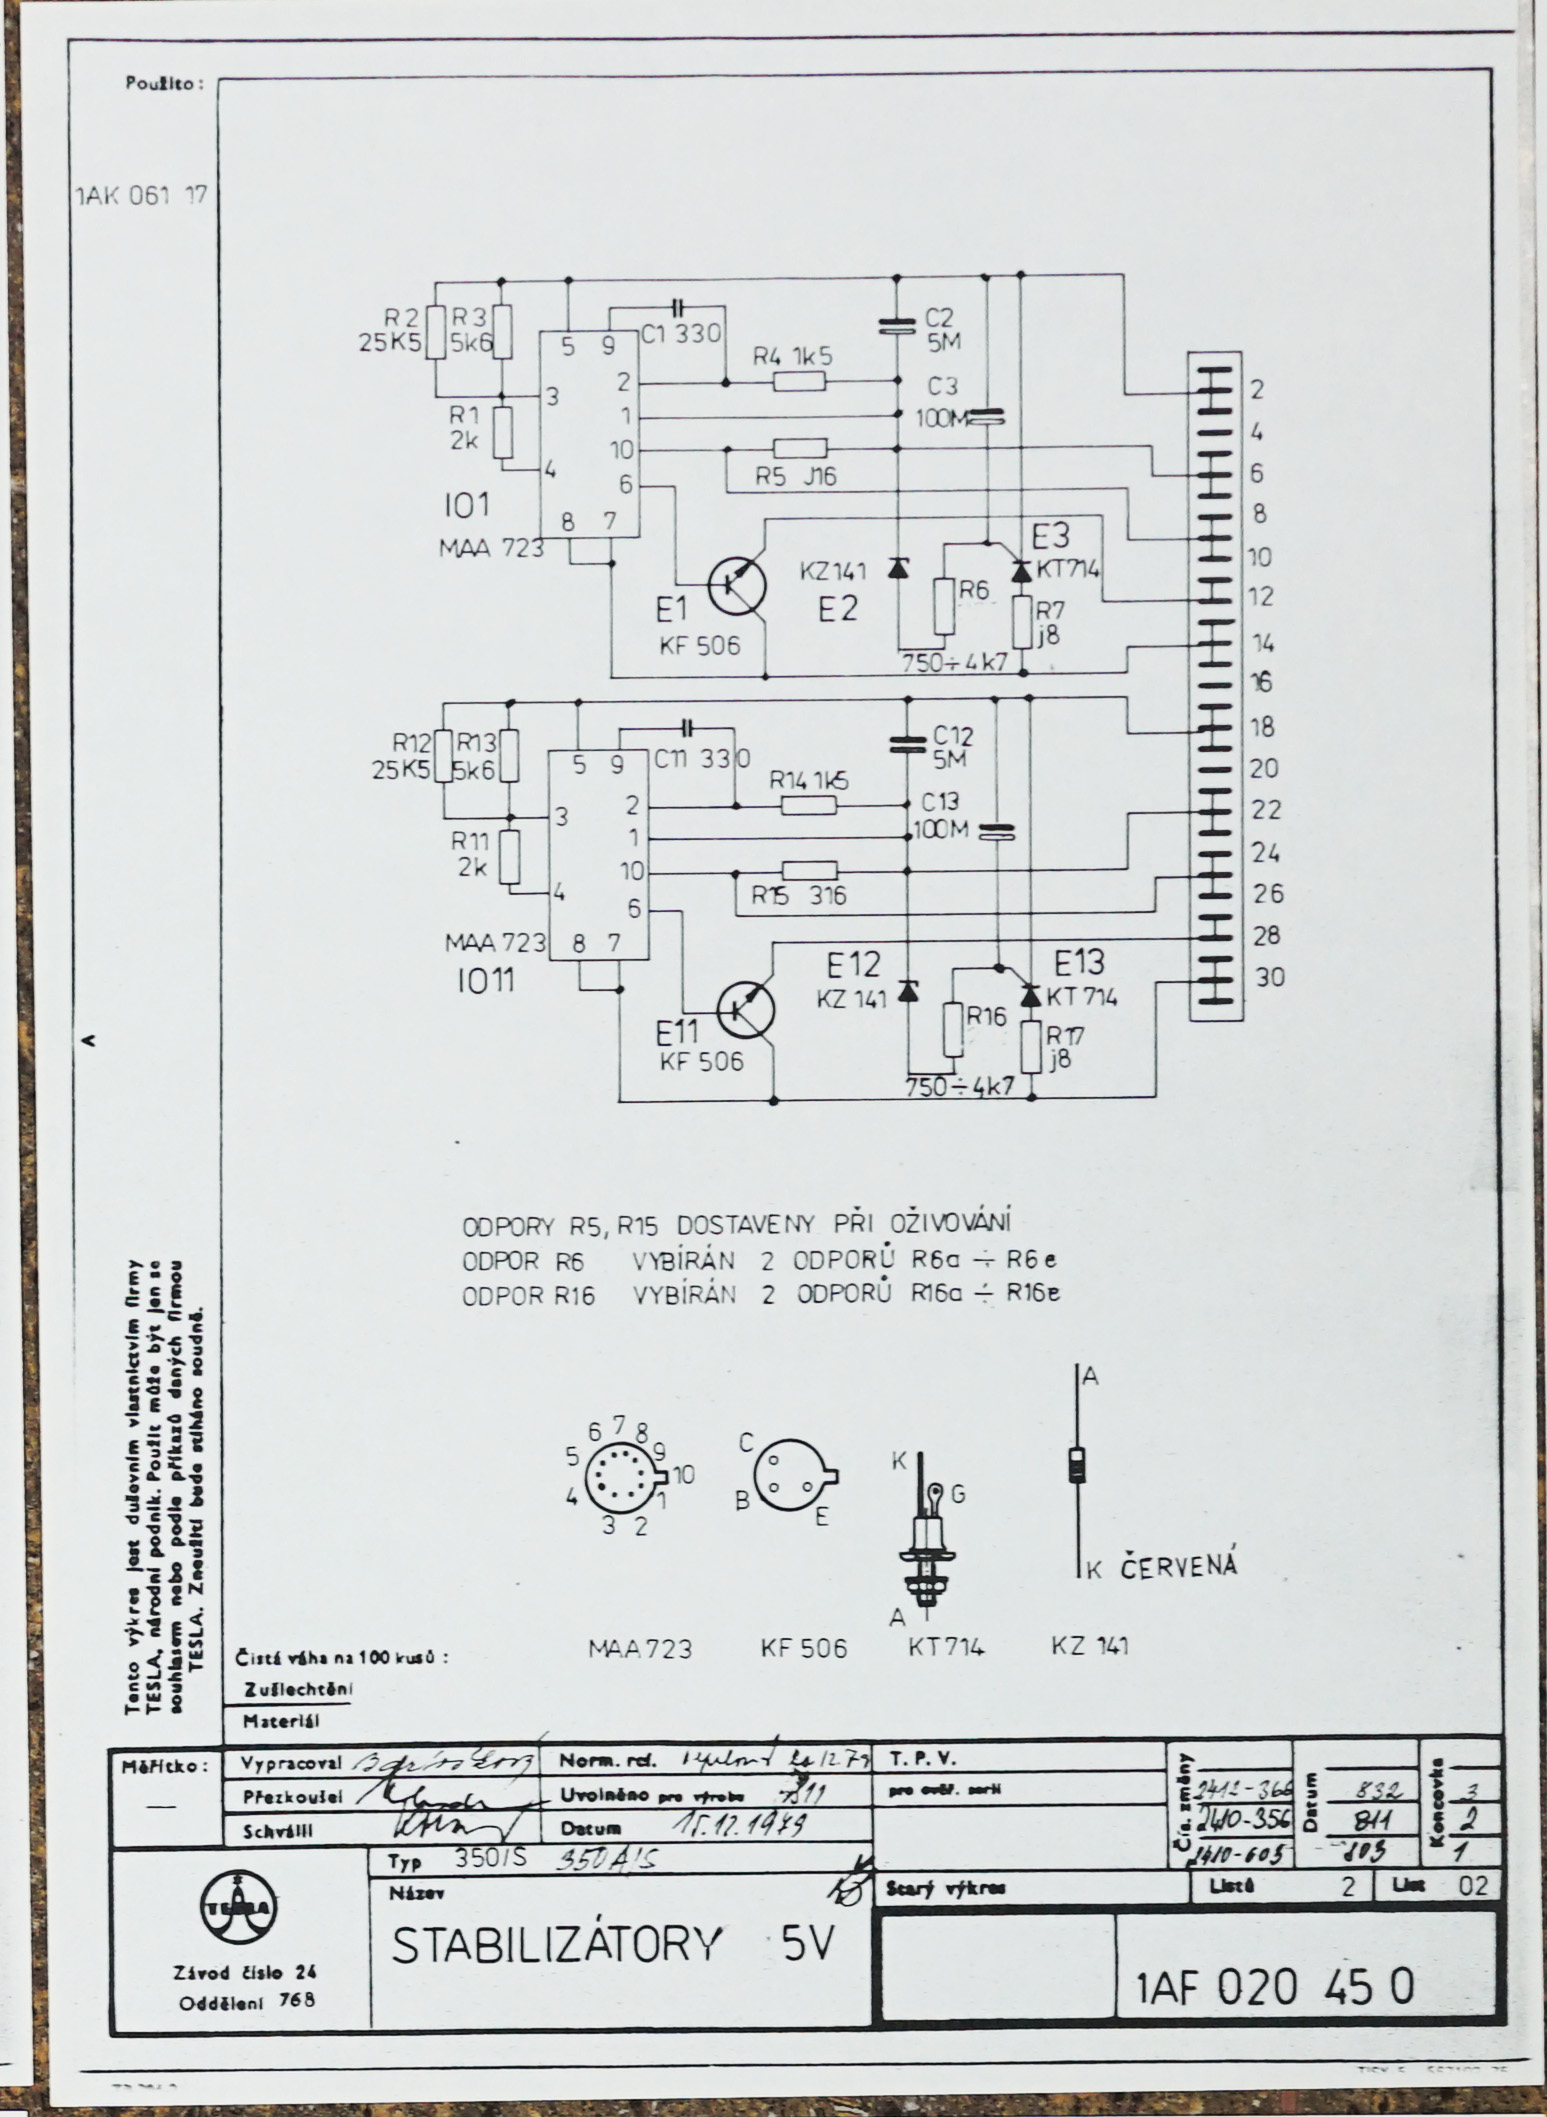 Použito:
1AK 061 17
R2
25K5
R3
5k6
C1 330
C2
5M
R4 1k5
C3
100M
R1
2k
R5 J16
IO1
MAA 723
5
9
3
2
1
10
4
6
8
7
E1
KF 506
KZ141
E2
R6
750÷4k7
E3
KT714
R7
j8
2
4
6
8
10
12
14
16
18
20
22
24
26
28
30
R12
25K5
R13
5k6
C11 330
C12
5M
R14 1k5
C13
100M
R11
2k
R15 316
5
9
3
2
1
10
4
6
8
7
MAA 723
IO11
E11
KF 506
E12
KZ 141
R16
750÷4k7
E13
KT 714
R17
j8
A
ODPORY R5, R15 DOSTAVENY PŘI OŽIVOVÁNÍ
ODPOR R6 VYBÍRÁN 2 ODPORŮ R6a ÷ R6e
ODPOR R16 VYBÍRÁN 2 ODPORŮ R16a ÷ R16e
1
2
3
4
5
6
7
8
9
10
C
B
E
K
G
A
A
K ČERVENÁ
MAA723
KF 506
KT714
KZ 141
Tento výkres jest duševním vlastnictvím firmy
TESLA, národní podnik. Použít může být jen se
souhlasem nebo podle příkazů daných firmou
TESLA. Zneužití bude stíháno soudně.
Čistá váha na 100 kusů:
Zušlechtění
Materiál
Měřítko:
—
Vypracoval
Přezkoušel
Schválil
Norm. ref. 12.79
Uvolněno pro výrobu 811
Datum 15.12.1979
T. P. V.
pro ověř. serii
Čís. změny
2412-366
2410-356
2410-605
Datum
832
811
803
Koncovka
3
2
1
Typ 350/S 350A/S
Název
STABILIZÁTORY 5V
Starý výkres
Listů 2
List 02
1AF 020 45 0
TESLA
Závod číslo 24
Oddělení 768